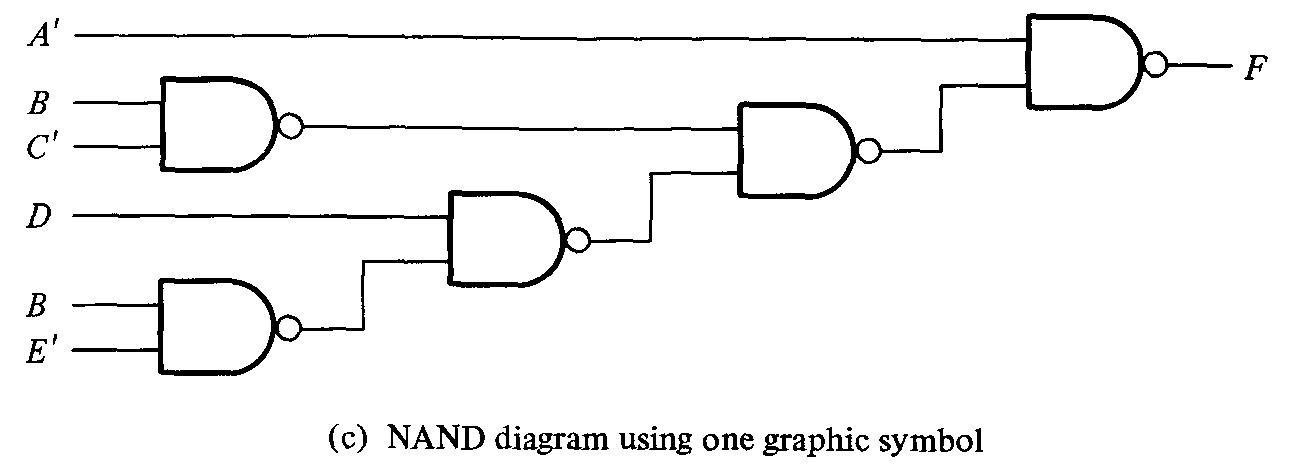 A'
F
B
C'
D
B
E'
(c) NAND diagram using one graphic symbol